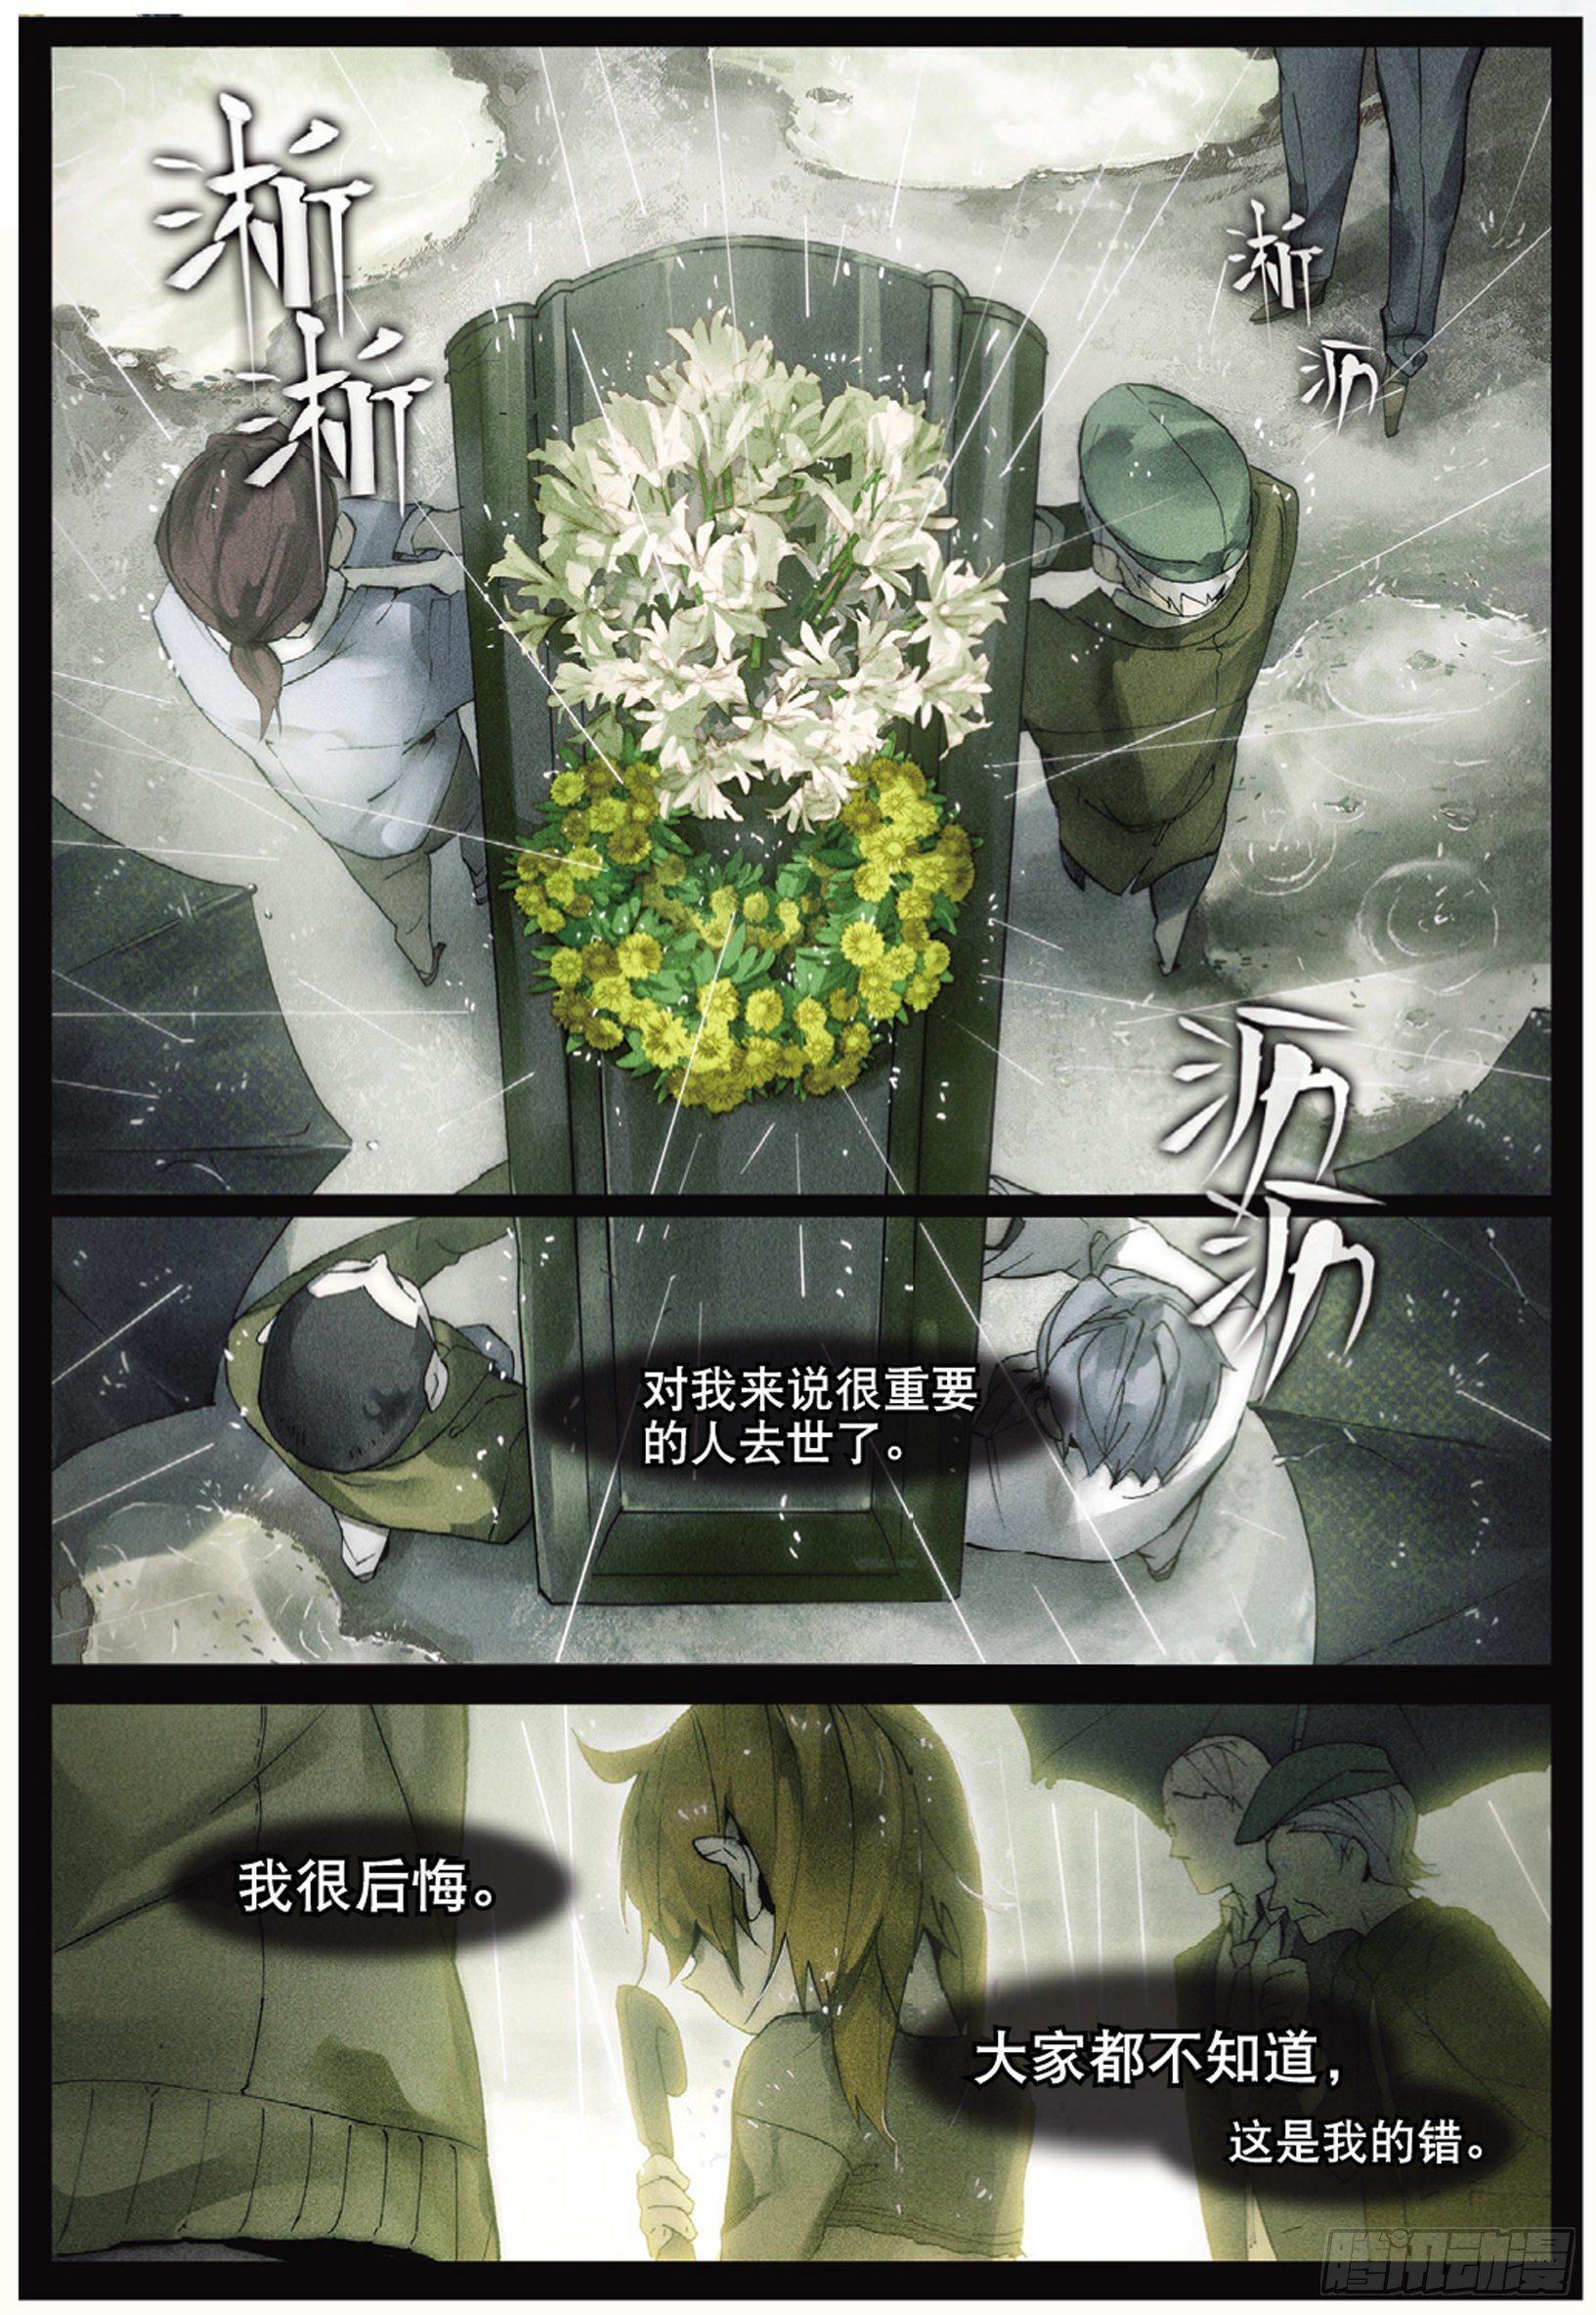 淅
淅
淅
沥
沥
沥
对我来说很重要
的人去世了。
我很后悔。
大家都不知道，
这是我的错。
腾讯动漫